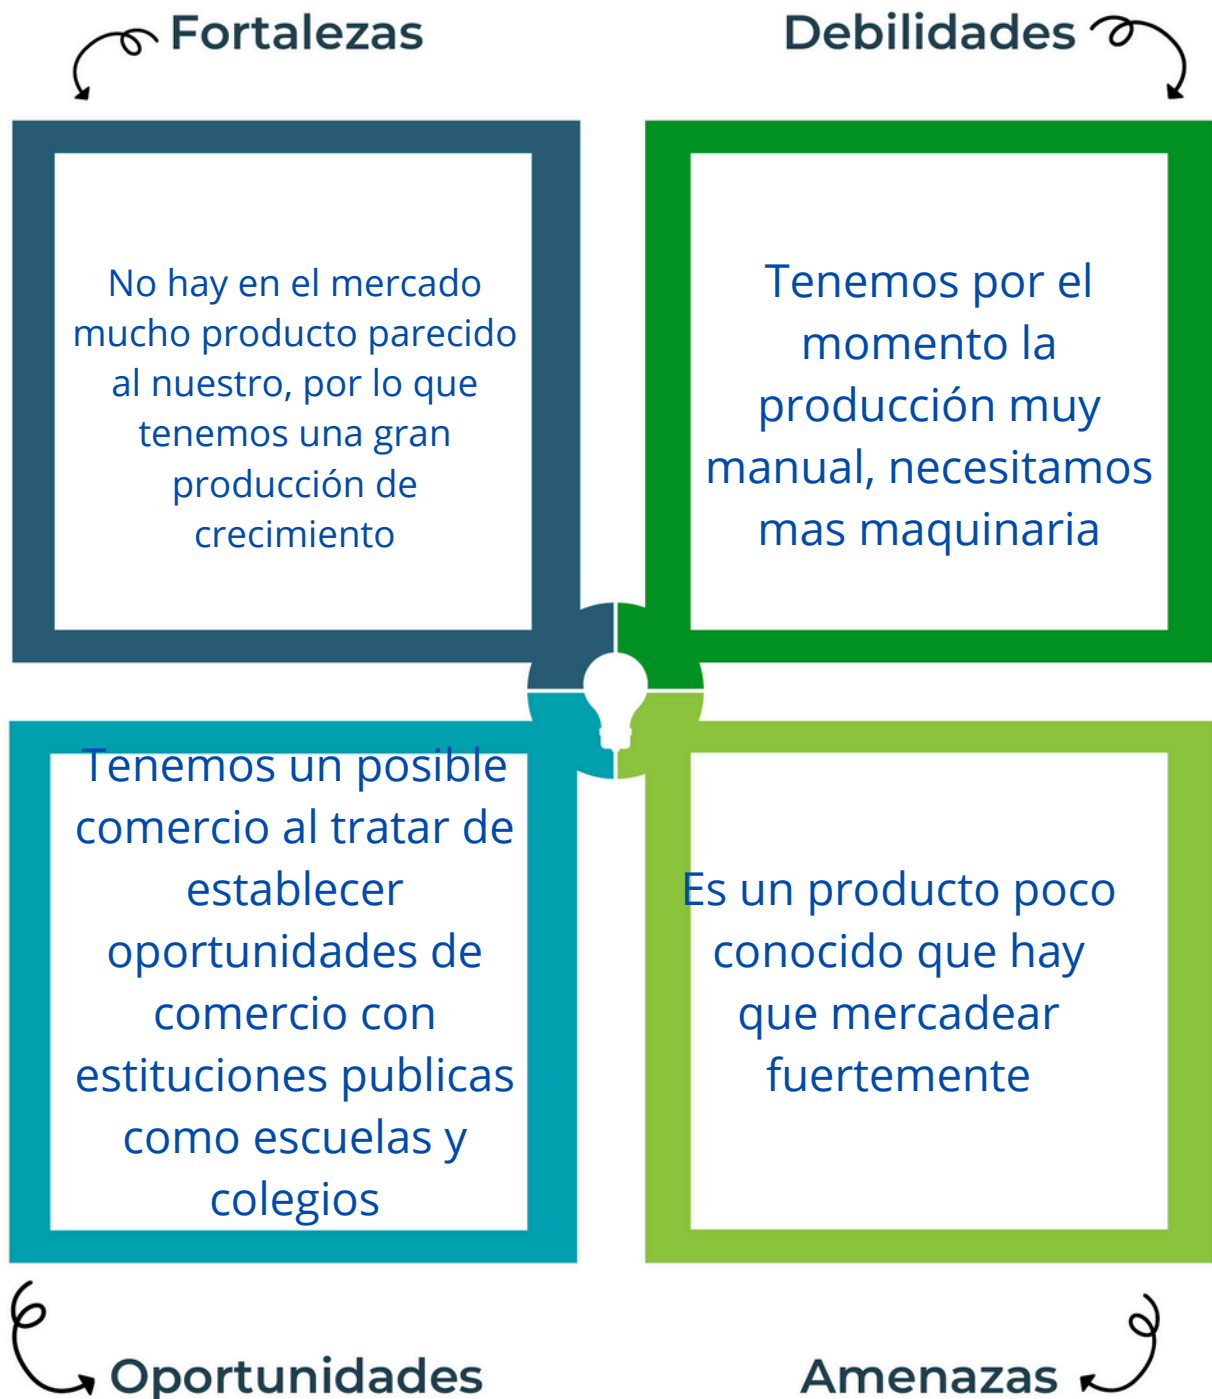 Fortalezas
No hay en el mercado
mucho producto parecido
al nuestro, por lo que
tenemos una gran
producción de
crecimiento
Debilidades
Tenemos por el
momento la
producción muy
manual, necesitamos
mas maquinaria
Tenemos un posible
comercio al tratar de
establecer
oportunidades de
comercio con
estituciones publicas
como escuelas y
colegios
Oportunidades
Es un producto poco
conocido que hay
que mercadear
fuertemente
Amenazas